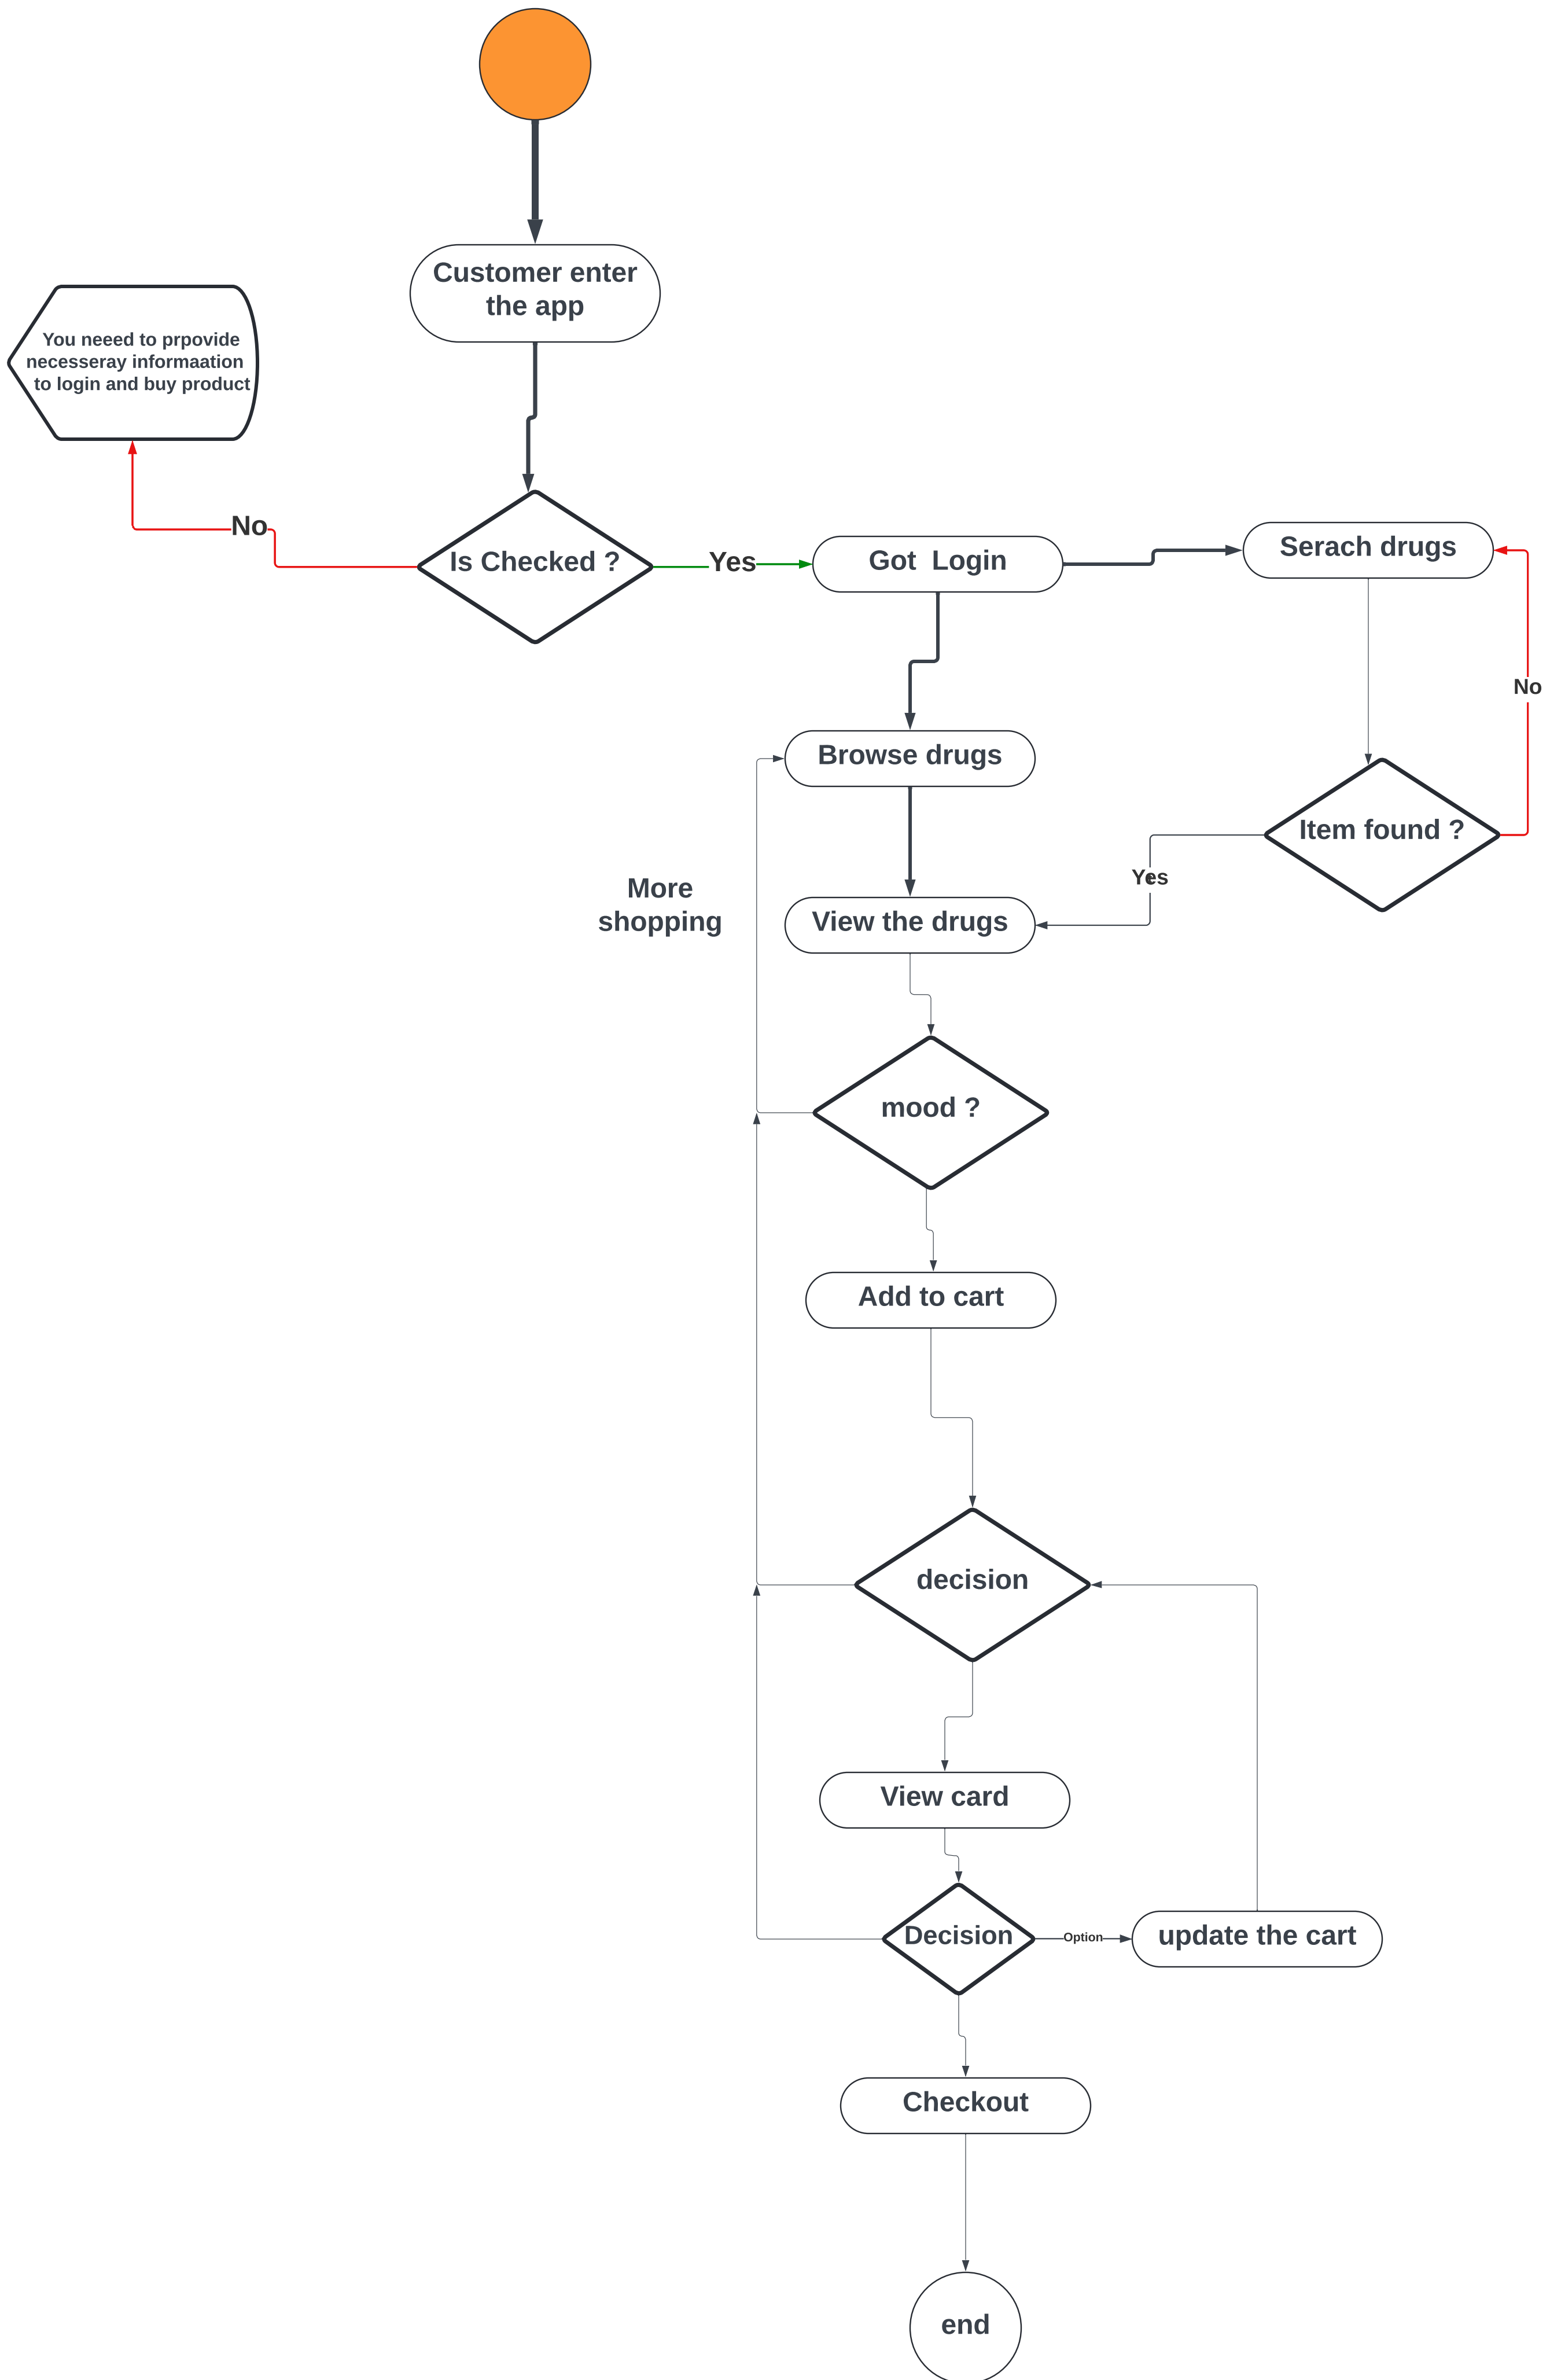 Customer enter
the app
You neeed to prpovide
necesseray informaation
to login and buy product
No
Is Checked ?
Yes
Got  Login
Serach drugs
No
Browse drugs
Item found ?
Yes
More
shopping
View the drugs
mood ?
Add to cart
decision
View card
Decision
Option
update the cart
Checkout
end